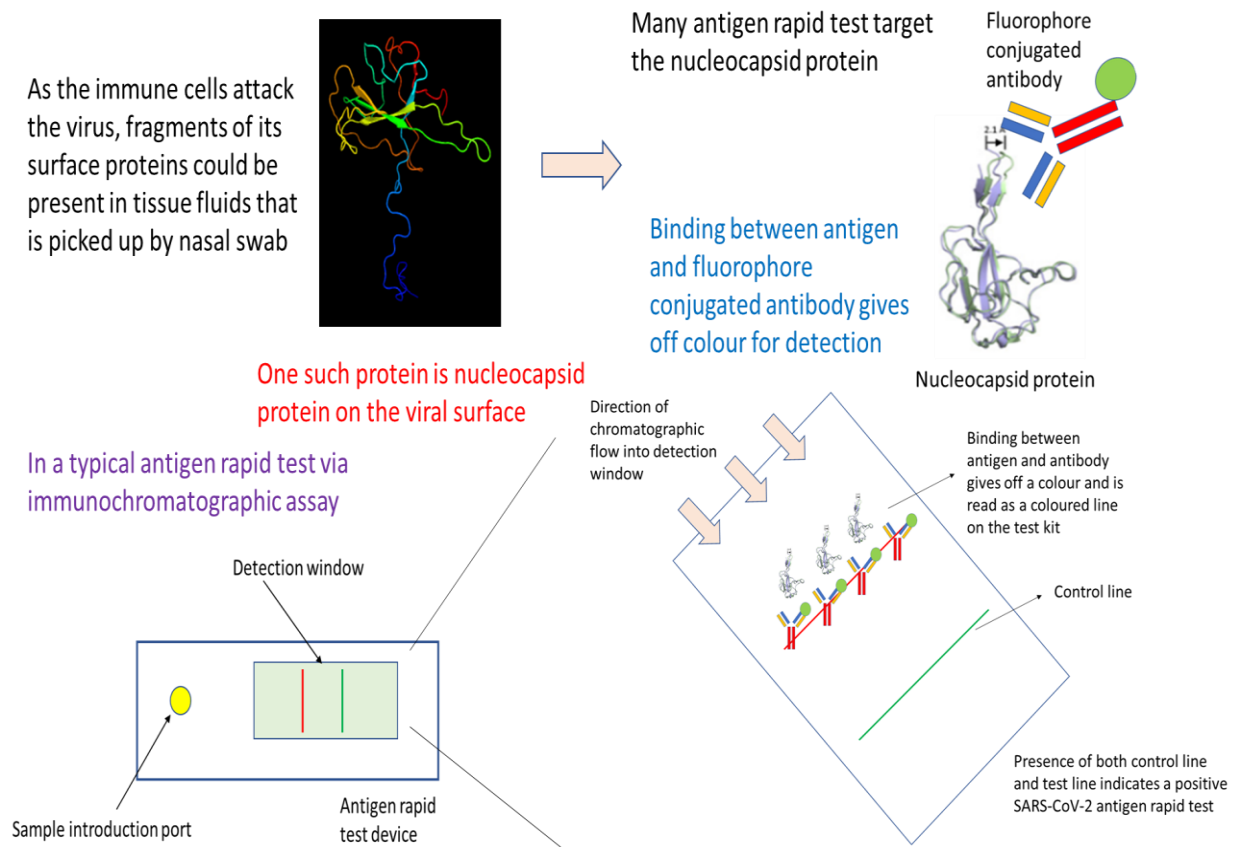 As the immune cells attack
the virus, fragments of its
surface proteins could be
present in tissue fluids that
is picked up by nasal swab
Many antigen rapid test target
the nucleocapsid protein
Fluorophore
conjugated
antibody
2.1 A
Binding between antigen
and fluorophore
conjugated antibody gives
off colour for detection
Nucleocapsid protein
One such protein is nucleocapsid
protein on the viral surface
In a typical antigen rapid test via
immunochromatographic assay
Detection window
Sample introduction port
Antigen rapid
test device
Direction of
chromatographic
flow into detection
window
Binding between
antigen and antibody
gives off a colour and is
read as a coloured line
on the test kit
Control line
Presence of both control line
and test line indicates a positive
SARS-CoV-2 antigen rapid test